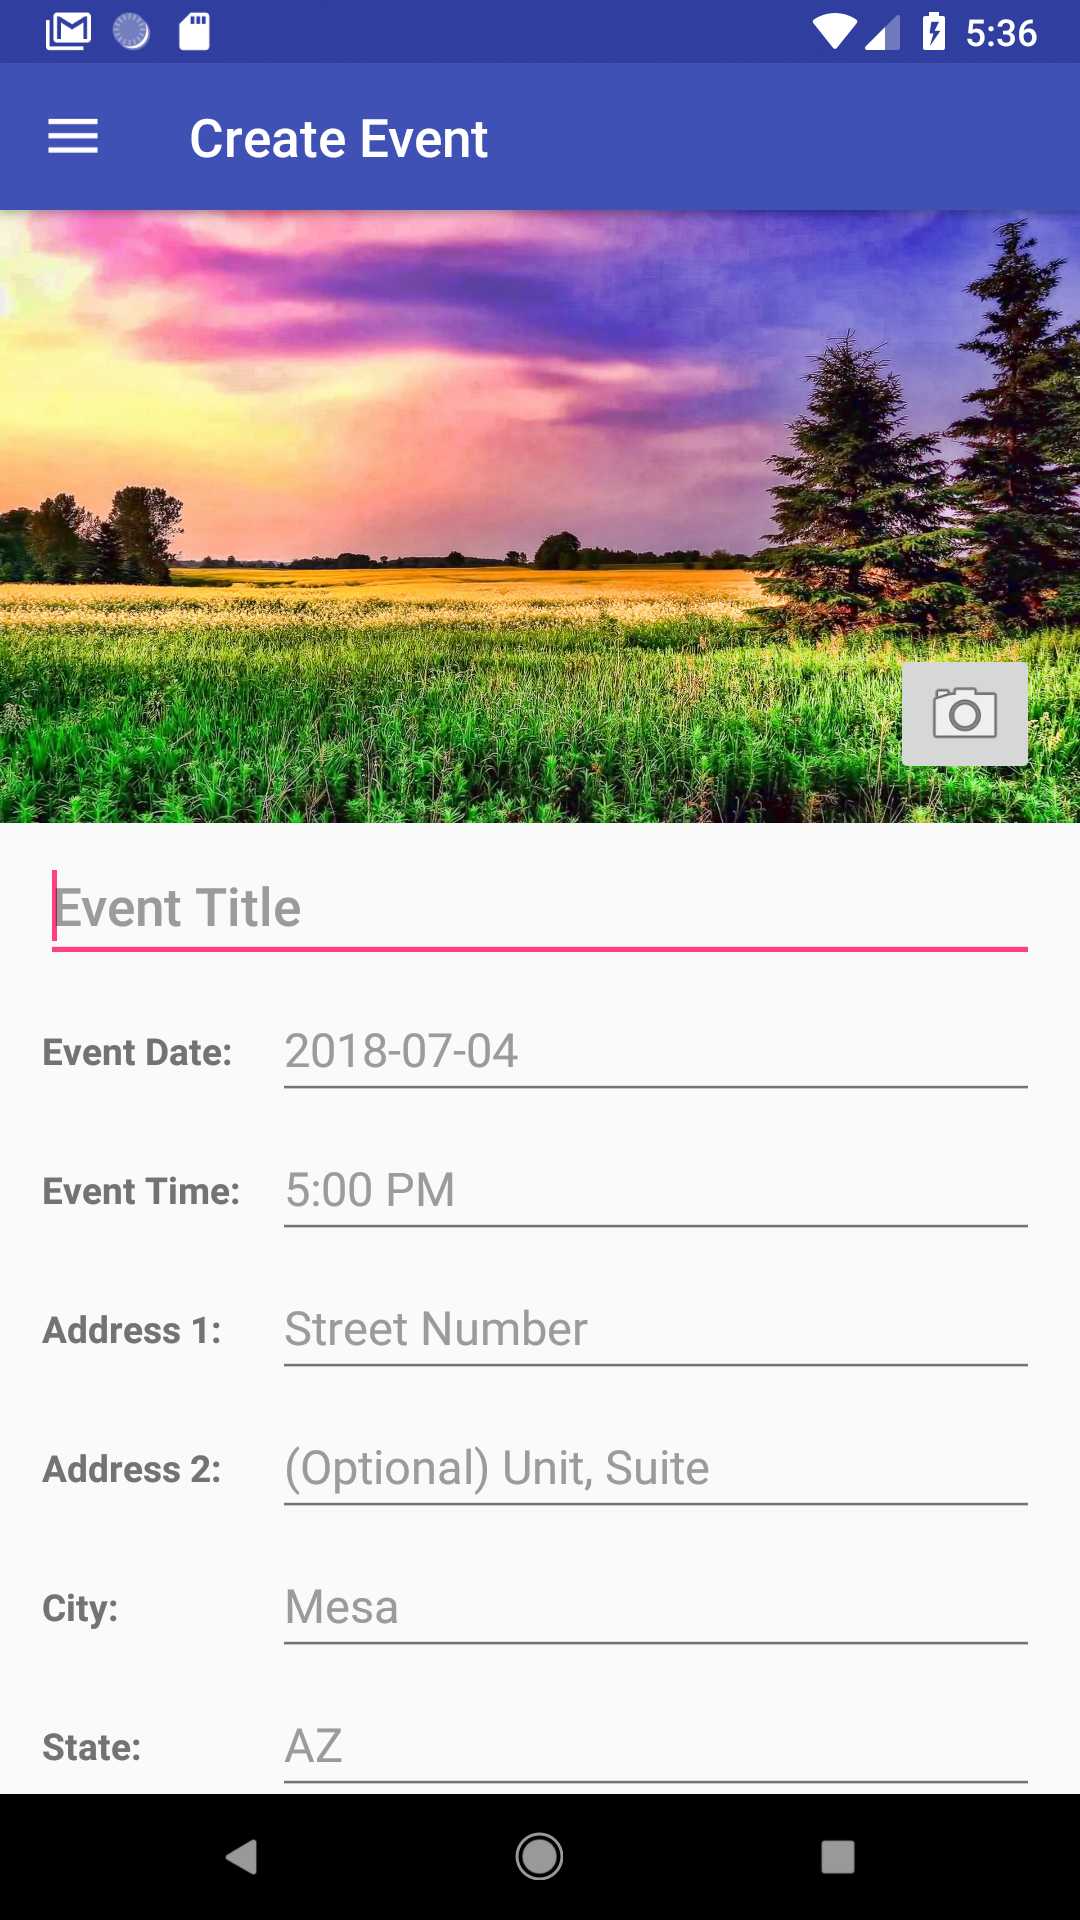 5:36
Create Event
Event Title
Event Date: 2018-07-04
Event Time: 5:00 PM
Address 1: Street Number
Address 2: (Optional) Unit, Suite
City: Mesa
State: AZ